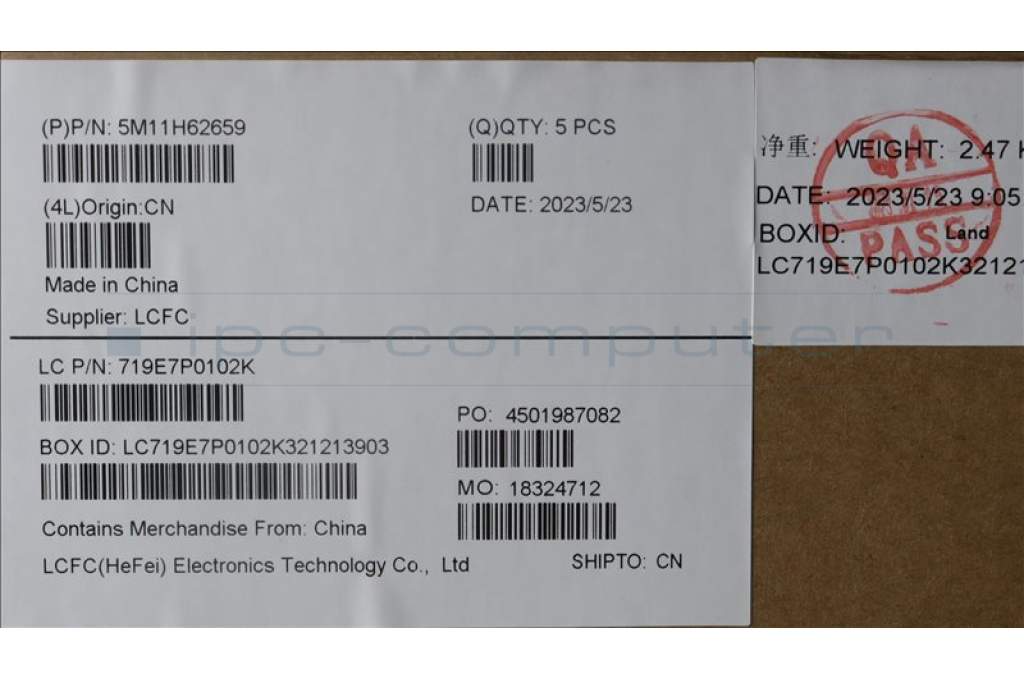 (P)P/N: 5M11H62659
(Q)QTY: 5 PCS
(4L)Origin:CN
DATE: 2023/5/23
Made in China
Supplier: LCFC
LC P/N: 719E7P0102K
PO: 4501987082
BOX ID: LC719E7P0102K321213903
MO: 18324712
Contains Merchandise From: China
LCFC(HeFei) Electronics Technology Co., Ltd
SHIPTO: CN
净重: WEIGHT: 2.47
DATE: 2023/5/23 9:05
BOXID: Land
LC719E7P0102K32121
QA
PASS
ipc-computer